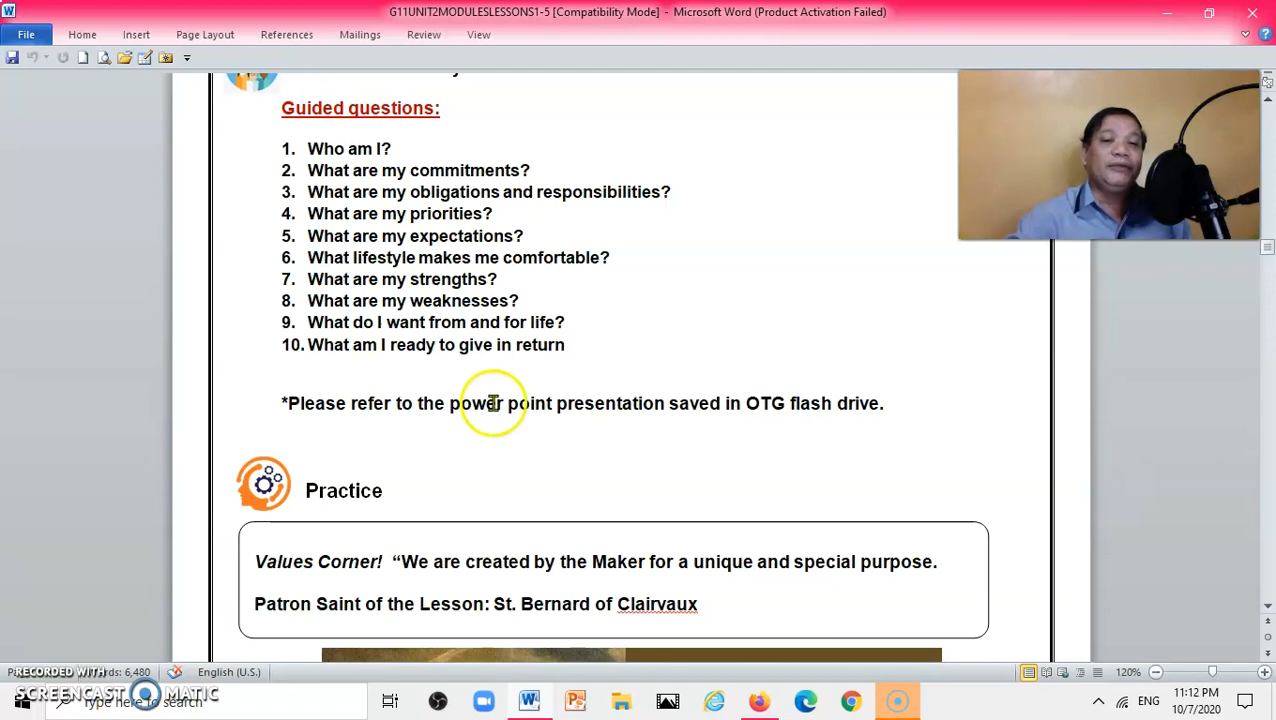 G11UNIT2MODULESLESSONS1-5 [Compatibility Mode] - Microsoft Word (Product Activation Failed)
File Home Insert Page Layout References Mailings Review View
Guided questions:
1. Who am I?
2. What are my commitments?
3. What are my obligations and responsibilities?
4. What are my priorities?
5. What are my expectations?
6. What lifestyle makes me comfortable?
7. What are my strengths?
8. What are my weaknesses?
9. What do I want from and for life?
10. What am I ready to give in return
*Please refer to the power point presentation saved in OTG flash drive.
Practice
Values Corner! “We are created by the Maker for a unique and special purpose.
Patron Saint of the Lesson: St. Bernard of Clairvaux
RECORDED WITH
6,480 English (U.S.) 120%
SCREENCAST MATIC
Type here to search
ENG
11:12 PM
10/7/2020